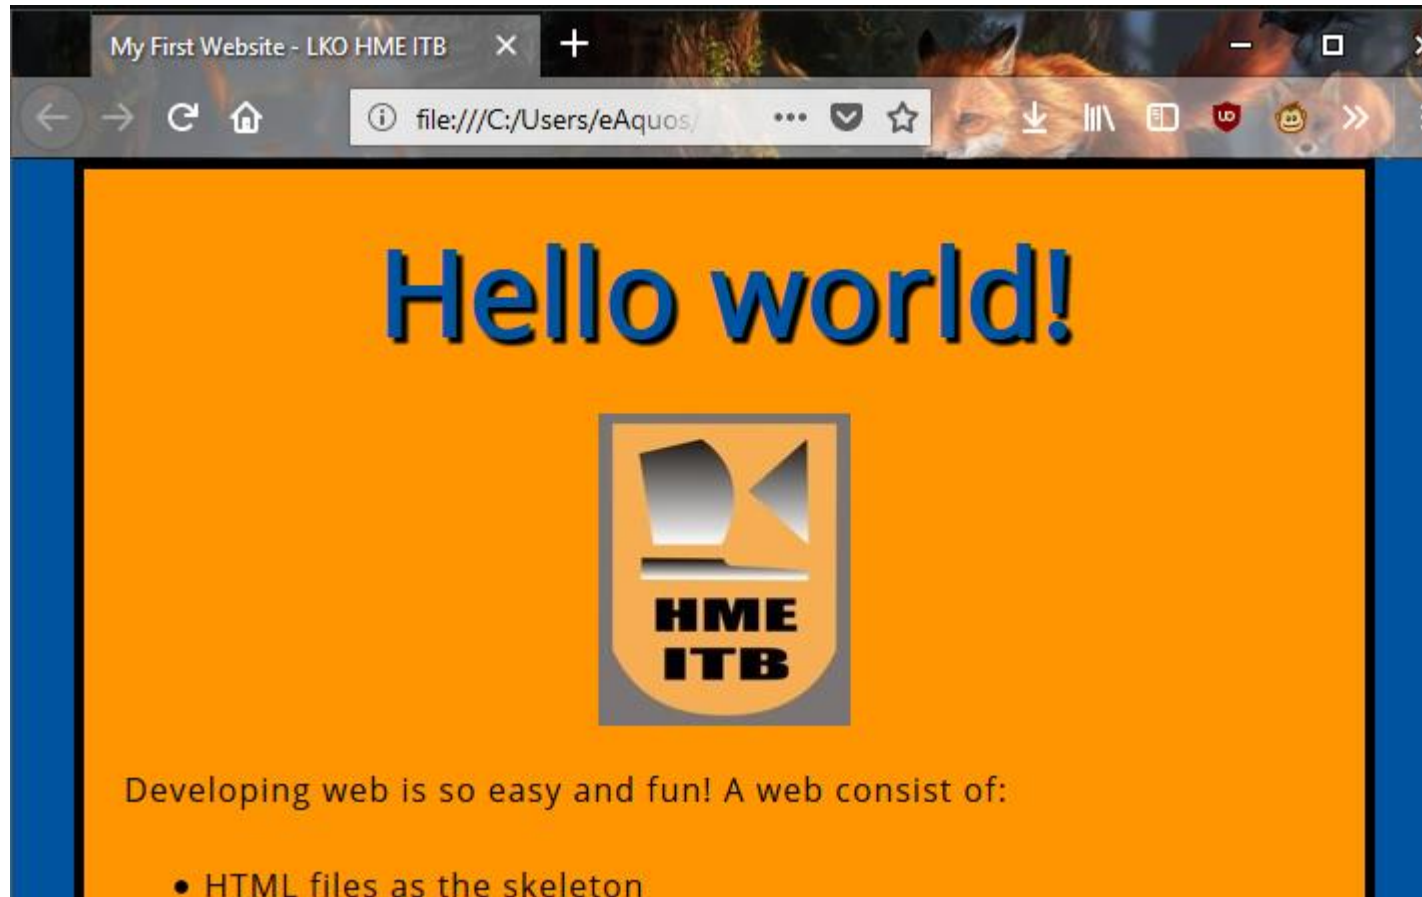 My First Website - LKO HME ITB
file:///C:/Users/eAquos/
Hello world!
HME
ITB
Developing web is so easy and fun! A web consist of:
• HTML files as the skeleton